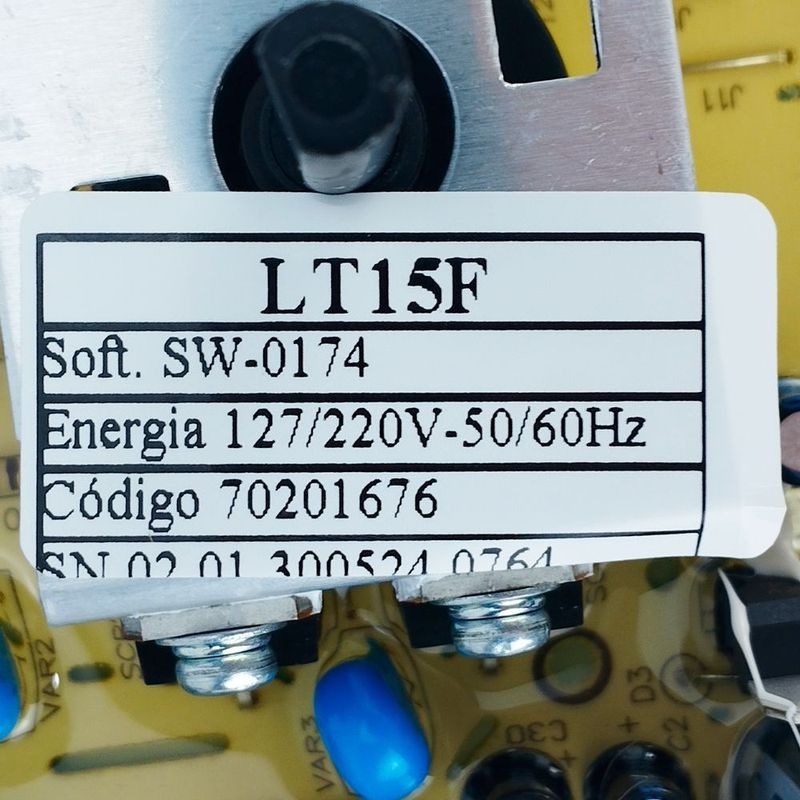 J11
LT15F
Soft. SW-0174
Energia 127/220V-50/60Hz
Código 70201676
SN 02 01 300524 0764
VAR2
VAR3
C30
+
+
C2
D3